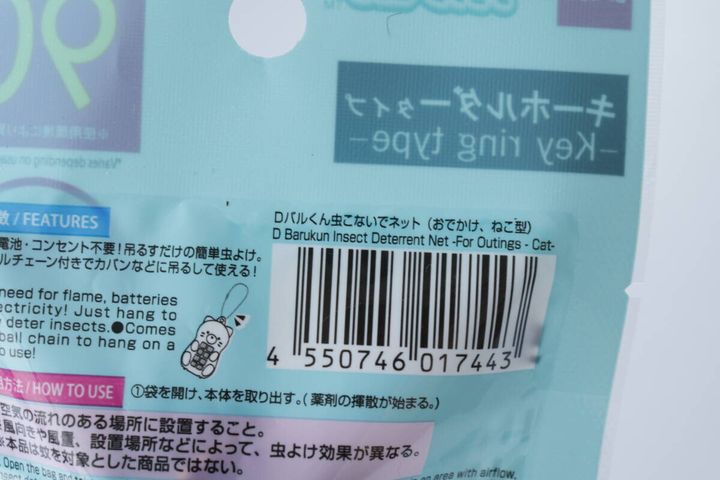 90
※使用環境により異
*Varies depending on usag
キーホルダータイプ
-Key ring type-
数 / FEATURES
電池・コンセント不要!吊るすだけの簡単虫よけ。
ルチェーン付きでカバンなどに吊るして使える!
need for flame, batteries
ectricity! Just hang to
deter insects.●Comes
ball chain to hang on a
o use!
Dバルくん虫こないでネット(おでかけ、ねこ型)
D Barukun Insect Deterrent Net -For Outings - Cat-
4 550746 017443
方法 / HOW TO USE
①袋を開け、本体を取り出す。(薬剤の揮散が始まる。)
空気の流れのある場所に設置すること。
※風向きや風量、設置場所などによって、虫よけ効果が異なる。
※本品は蚊を対象とした商品ではない。
Open the bag and
an area with airflow,